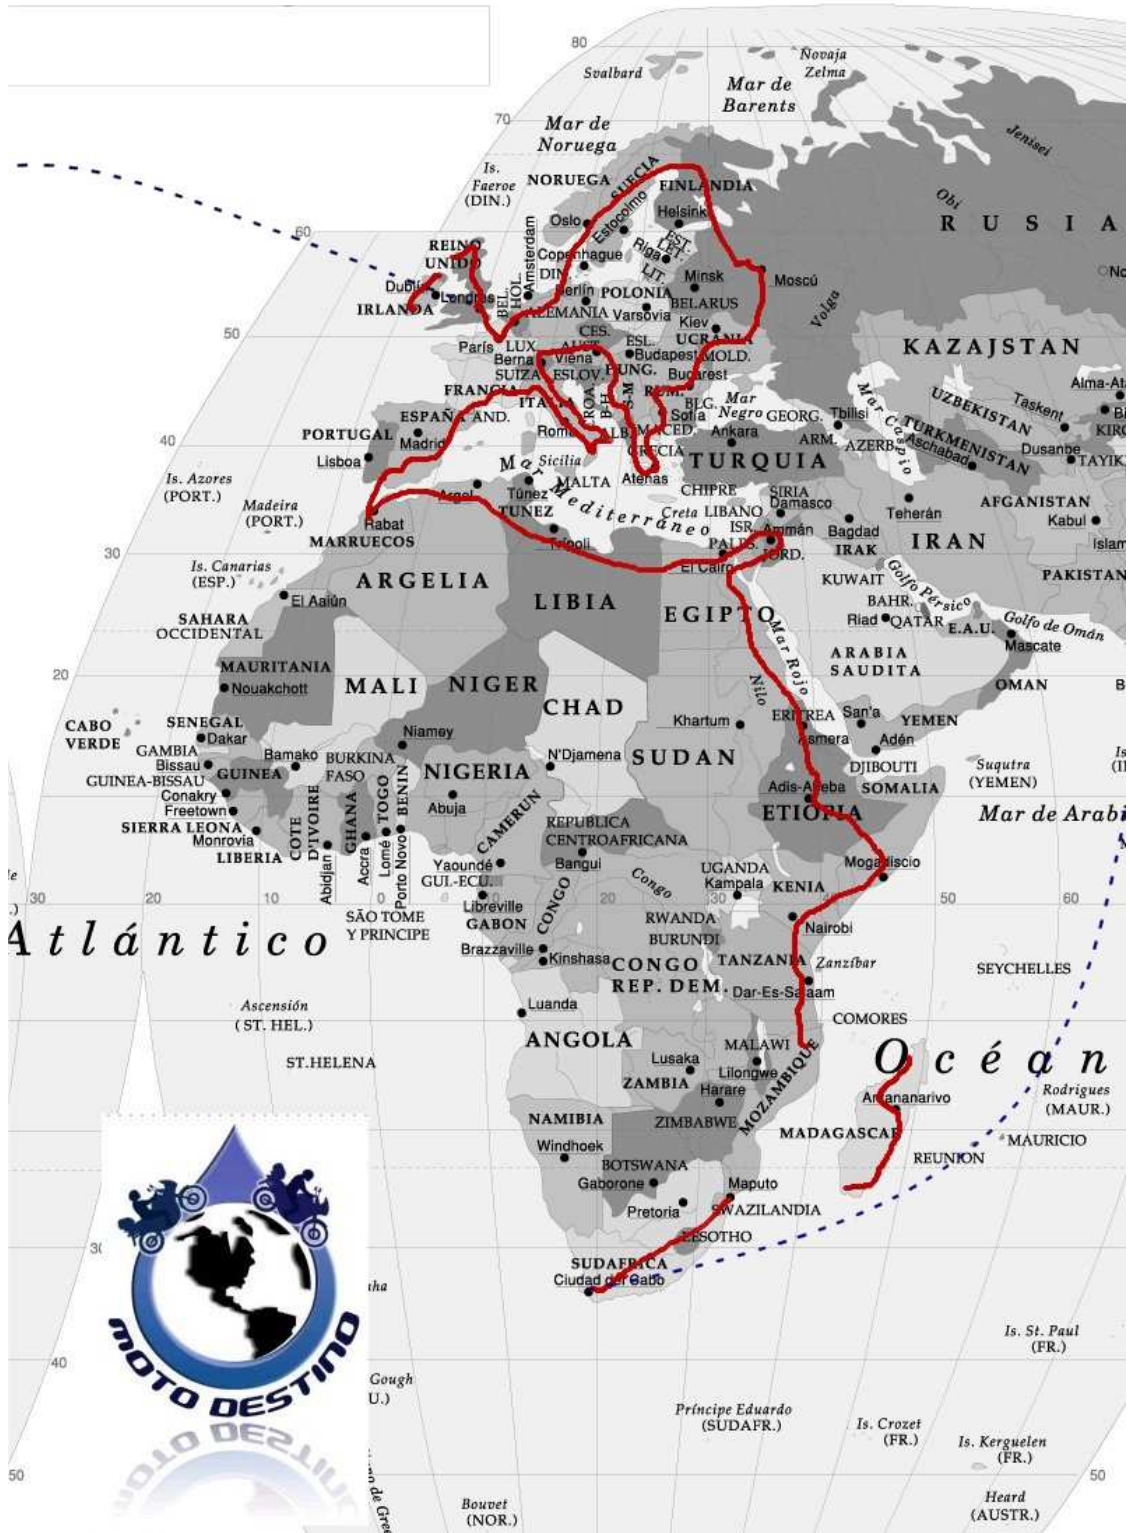 80
Novaja
Zelma
Svalbard
Mar de
Barents
70
Mar de
Noruega
Jenisei
Is.
Faeroe
(DIN.)
NORUEGA
SUECIA
FINLANDIA
Obi
R U S I A
Oslo
Estocolmo
Helsink
60
REINO
UNIDO
Amsterdam
Copenhague
DIN.
EST.
LET.
Riga
LIT.
Moscú
Minsk
Dublín
Londres
IRLANDA
BEL.
HOL.
Berlín
POLONIA
BELARUS
Volga
ALEMANIA
Varsovia
50
Kiev
UCRANIA
CES.
París
LUX
AUST.
ESL.
KAZAJSTAN
Berna
Viena
Budapest
MOLD.
SUIZA
ESLOV.
HUNG.
Bucarest
Alma-Ata
FRANCIA
ITALIA
ROA.
B-H.
S-M
RUM.
BLG.
Mar
Negro
GEORG.
Tbilisi
Mar Caspio
UZBEKISTAN
Taskent
ESPAÑA
AND.
Sofía
PORTUGAL
Madrid
Roma
ALB.
MACED.
Ankara
ARM.
AZERB.
TURKMENISTAN
Aschabad
Dusanbe
TAYIK
40
Lisboa
GRECIA
TURQUIA
Sicilia
Atenas
Is. Azores
(PORT.)
Mar Mediterráneo
MALTA
CHIPRE
SIRIA
Damasco
Teherán
AFGANISTAN
Madeira
(PORT.)
Argel
Túnez
TUNEZ
Creta
LIBANO
ISR.
Ammán
Bagdad
Kabul
Rabat
MARRUECOS
Trípoli
PALES.
JORD.
IRAK
IRAN
Islam
30
El Cairo
Is. Canarias
(ESP.)
ARGELIA
LIBIA
EGIPTO
KUWAIT
Golfo Pérsico
PAKISTAN
El Aaiún
BAHR.
Riad
QATAR
E.A.U.
Golfo de Omán
SAHARA
OCCIDENTAL
Mar Rojo
Mascate
ARABIA
SAUDITA
20
MAURITANIA
Nouakchott
MALI
NIGER
Nilo
OMAN
CHAD
CABO
VERDE
SENEGAL
Dakar
Khartum
ERITREA
San'a
YEMEN
Niamey
Asmera
Adén
GAMBIA
Bissau
Bamako
BURKINA
FASO
N'Djamena
SUDAN
DJIBOUTI
Suqutra
(YEMEN)
GUINEA-BISSAU
GUINEA
NIGERIA
Conakry
Abuja
Adis-Abeba
SOMALIA
Freetown
COTE
D'IVOIRE
GHANA
TOGO
BENIN
CAMERUN
ETIOPIA
Mar de Arabi
SIERRA LEONA
Monrovia
REPUBLICA
CENTROAFRICANA
LIBERIA
Abidjan
Accra
Lomé
Porto Novo
Yaoundé
Bangui
Mogadiscio
GUI.-ECU.
Congo
UGANDA
Kampala
KENIA
30
20
10
0
10
20
30
50
60
Libreville
GABON
CONGO
SÃO TOME
Y PRINCIPE
RWANDA
Nairobi
Atlántico
BURUNDI
Brazzaville
Kinshasa
TANZANIA
Zanzíbar
CONGO
REP. DEM.
SEYCHELLES
Dar-Es-Salaam
Ascensión
(ST. HEL.)
Luanda
COMORES
ANGOLA
MALAWI
Océan
ST.HELENA
Lusaka
Lilongwe
ZAMBIA
MOZAMBIQUE
Harare
Antananarivo
Rodrigues
(MAUR.)
NAMIBIA
ZIMBABWE
MADAGASCAR
MAURICIO
Windhoek
REUNION
BOTSWANA
Gaborone
Maputo
Pretoria
SWAZILANDIA
LESOTHO
30
SUDAFRICA
Ciudad del Cabo
Is. St. Paul
(FR.)
40
MOTO DESTINO
Gough
Príncipe Eduardo
(SUDAFR.)
Is. Crozet
(FR.)
Is. Kerguelen
(FR.)
50
50
Bouvet
(NOR.)
Heard
(AUSTR.)